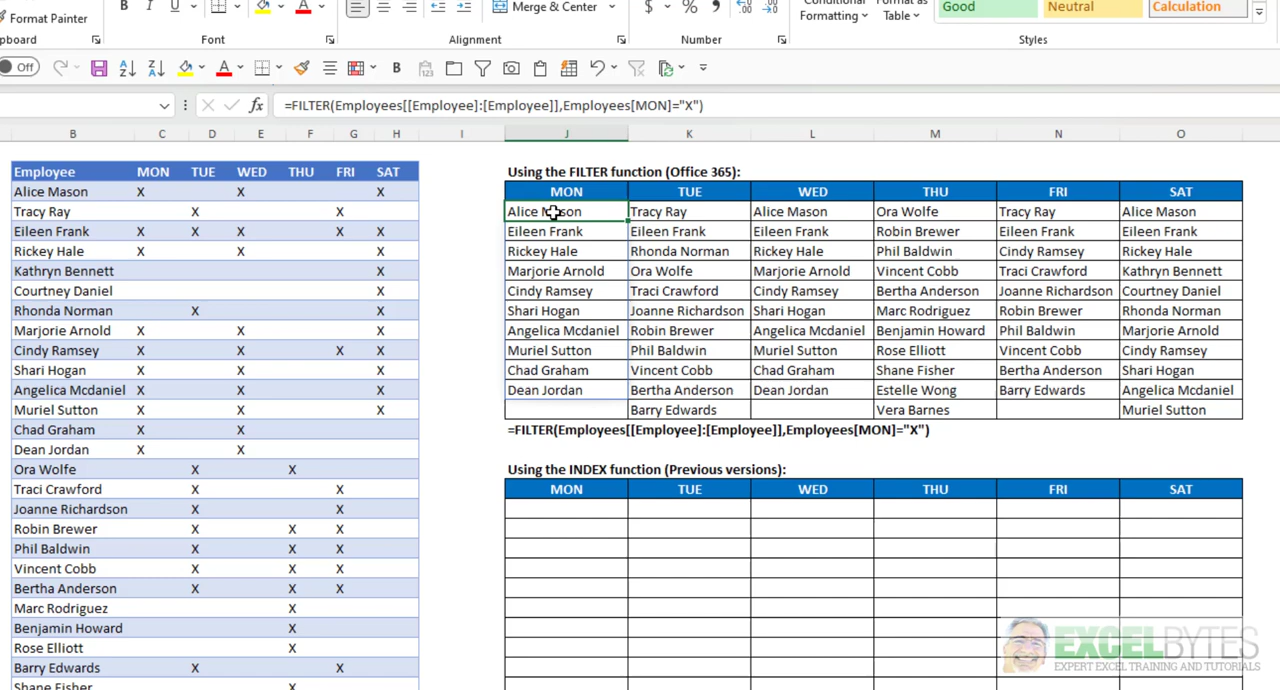 Format Painter
B I U A Merge & Center $ % , Conditional Formatting Format as Table Good Neutral Calculation
pboard Font Alignment Number Styles
Off A B
fx =FILTER(Employees[[Employee]:[Employee]],Employees[MON]="X")
B C D E F G H I J K L M N O
Employee MON TUE WED THU FRI SAT
Alice Mason X X X
Tracy Ray X X
Eileen Frank X X X X X
Rickey Hale X X X
Kathryn Bennett X
Courtney Daniel X
Rhonda Norman X X
Marjorie Arnold X X X
Cindy Ramsey X X X X
Shari Hogan X X X
Angelica Mcdaniel X X X
Muriel Sutton X X X
Chad Graham X X
Dean Jordan X X
Ora Wolfe X X
Traci Crawford X X
Joanne Richardson X X
Robin Brewer X X X
Phil Baldwin X X X
Vincent Cobb X X X
Bertha Anderson X X X
Marc Rodriguez X
Benjamin Howard X
Rose Elliott X
Barry Edwards X X
Shane Fisher X
Using the FILTER function (Office 365):
MON TUE WED THU FRI SAT
Alice Mason Tracy Ray Alice Mason Ora Wolfe Tracy Ray Alice Mason
Eileen Frank Eileen Frank Eileen Frank Robin Brewer Eileen Frank Eileen Frank
Rickey Hale Rhonda Norman Rickey Hale Phil Baldwin Cindy Ramsey Rickey Hale
Marjorie Arnold Ora Wolfe Marjorie Arnold Vincent Cobb Traci Crawford Kathryn Bennett
Cindy Ramsey Traci Crawford Cindy Ramsey Bertha Anderson Joanne Richardson Courtney Daniel
Shari Hogan Joanne Richardson Shari Hogan Marc Rodriguez Robin Brewer Rhonda Norman
Angelica Mcdaniel Robin Brewer Angelica Mcdaniel Benjamin Howard Phil Baldwin Marjorie Arnold
Muriel Sutton Phil Baldwin Muriel Sutton Rose Elliott Vincent Cobb Cindy Ramsey
Chad Graham Vincent Cobb Chad Graham Shane Fisher Bertha Anderson Shari Hogan
Dean Jordan Bertha Anderson Dean Jordan Estelle Wong Barry Edwards Angelica Mcdaniel
Barry Edwards Vera Barnes Muriel Sutton
=FILTER(Employees[[Employee]:[Employee]],Employees[MON]="X")
Using the INDEX function (Previous versions):
MON TUE WED THU FRI SAT
EXCELBYTES
EXPERT EXCEL TRAINING AND TUTORIALS